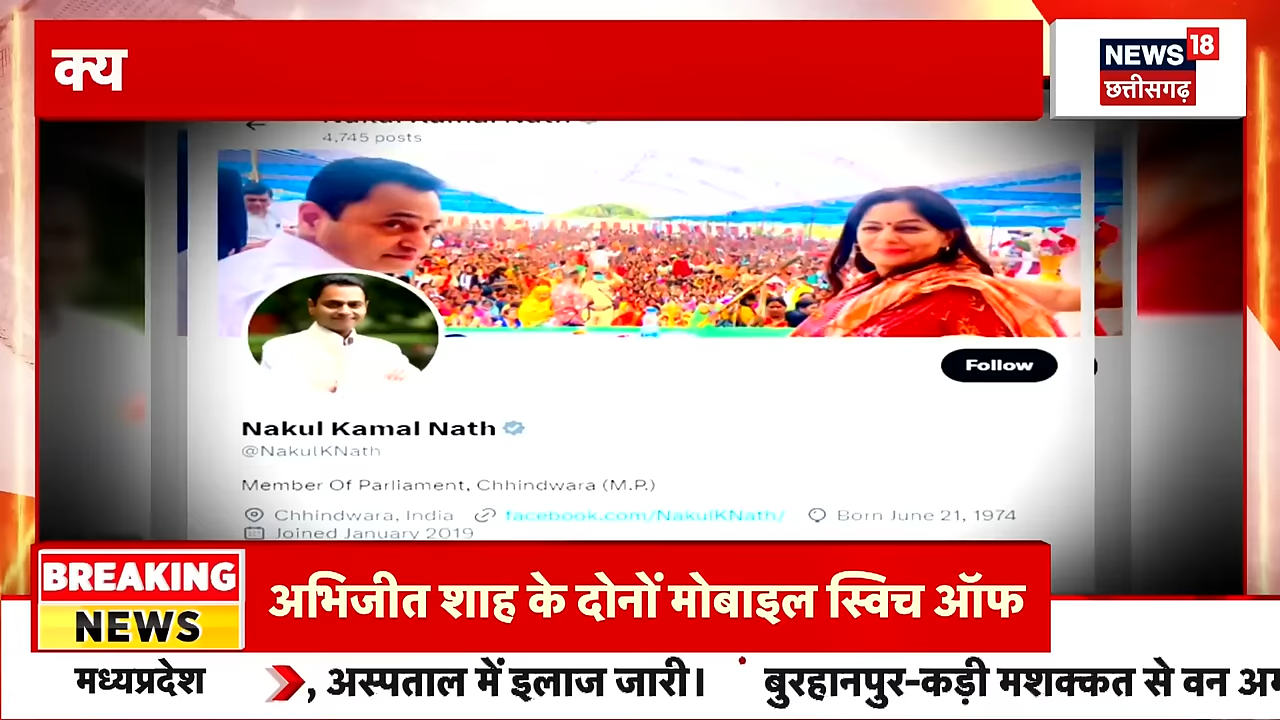 क्य
NEWS 18
छत्तीसगढ़
4,745 posts
Follow
Nakul Kamal Nath
@NakulKNath
Member Of Parliament, Chhindwara (M.P.)
Chhindwara, India facebook.com/NakulKNath/ Born June 21, 1974
Joined January 2019
BREAKING
NEWS
अभिजीत शाह के दोनों मोबाइल स्विच ऑफ
मध्यप्रदेश
, अस्पताल में इलाज जारी। बुरहानपुर-कड़ी मशक्कत से वन